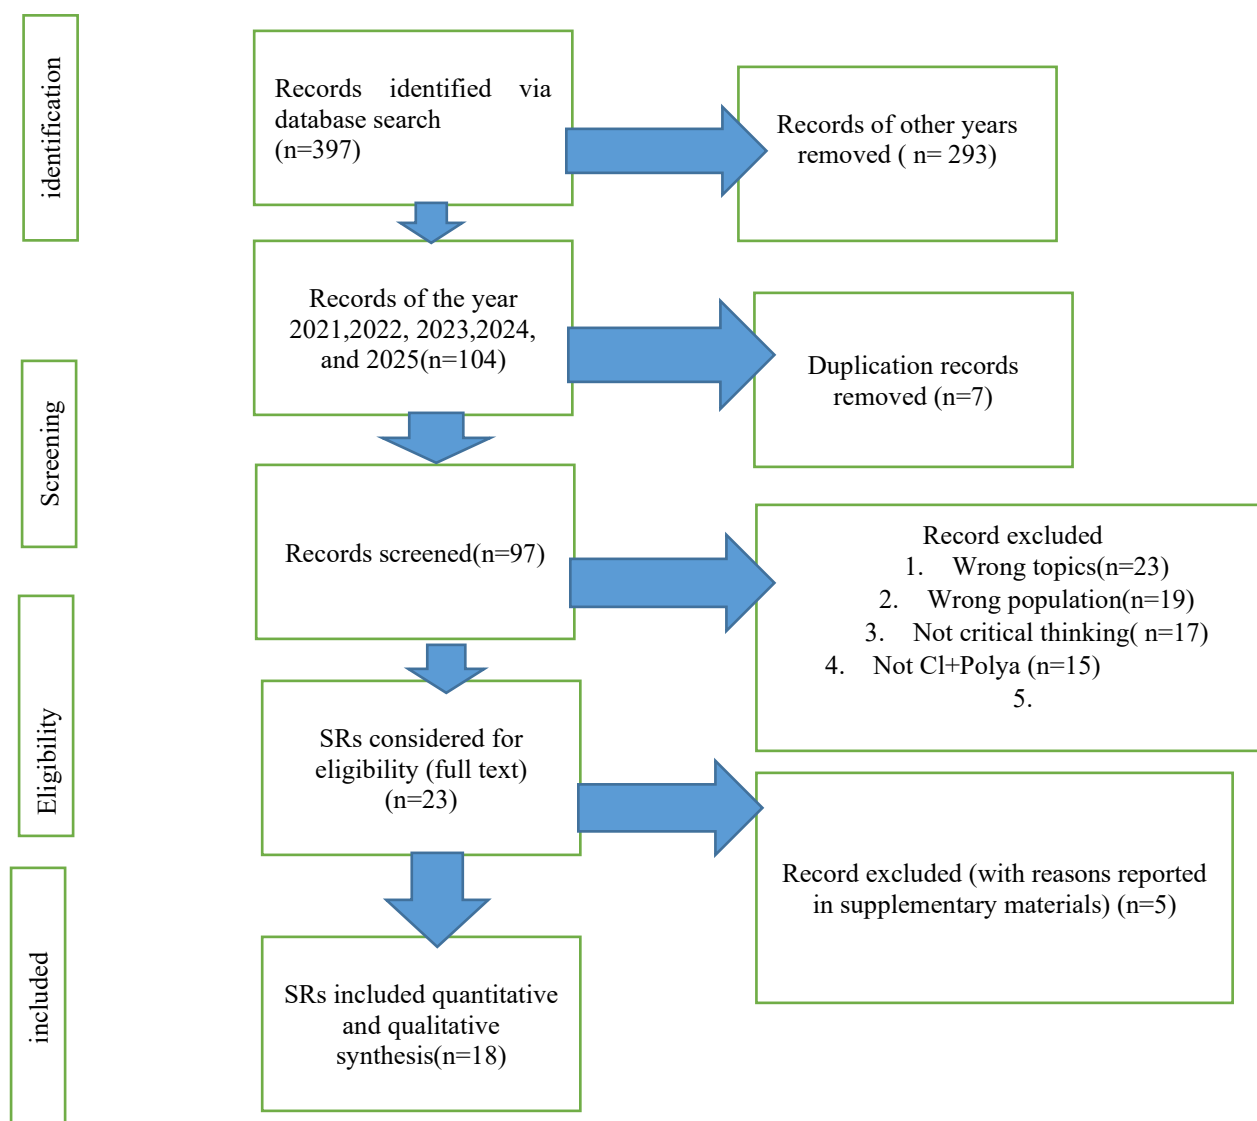 identification
Records identified via
database search
(n=397)
Records of other years
removed ( n= 293)
Records of the year
2021,2022, 2023,2024,
and 2025(n=104)
Duplication records
removed (n=7)
Screening
Records screened(n=97)
Record excluded
1. Wrong topics(n=23)
2. Wrong population(n=19)
3. Not critical thinking( n=17)
4. Not Cl+Polya (n=15)
5.
Eligibility
SRs considered for
eligibility (full text)
(n=23)
Record excluded (with reasons reported
in supplementary materials) (n=5)
included
SRs included quantitative
and qualitative
synthesis(n=18)